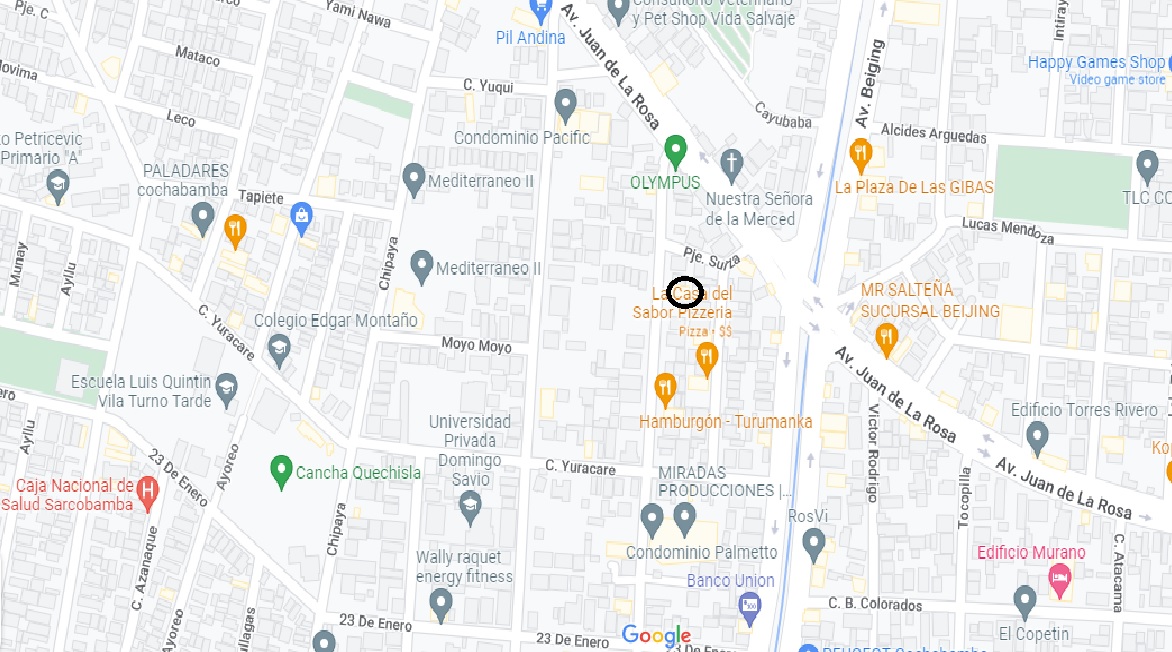 Pje. C
Yami Nawa
Pil Andina
Av. Juan de La Rosa
Consultorio Veterinario
y Pet Shop Vida Salvaje
Av. Beiging
Happy Games Shop
Video game store
Mataco
Leco
C. Yuqui
Condominio Pacific
Cayubaba
Alcides Arguedas
o Petricevic
Primario "A"
PALADARES
cochabamba
Tapiete
Mediterraneo II
OLYMPUS
Nuestra Señora
de la Merced
La Plaza De Las GIBAS
TLC CO
Lucas Mendoza
Munay
Ayllu
Chipaya
Mediterraneo II
Pje. Suiza
La Casa del
Sabor Pizzeria
Pizza · $$
MR SALTEÑA
SUCURSAL BEIJING
C. Yuracare
Colegio Edgar Montaño
Moyo Moyo
Escuela Luis Quintin
Vila Turno Tarde
Av. Juan de La Rosa
Hamburgón - Turumanka
Edificio Torres Rivero
Victor Rodrigo
Universidad
Privada
Domingo
Savio
Ayllu
Ayoreo
23 De Enero
Cancha Quechisla
C. Yuracare
MIRADAS
PRODUCCIONES |...
Av. Juan de La Rosa
Caja Nacional de
Salud Sarcobamba
Chipaya
Tocopilla
RosVi
C. Azanaque
Wally raquet
energy fitness
Condominio Palmetto
Banco Union
Edificio Murano
C. Atacama
Ayoreo
23 De Enero
23 De Enero
Google
C. B. Colorados
El Copetin